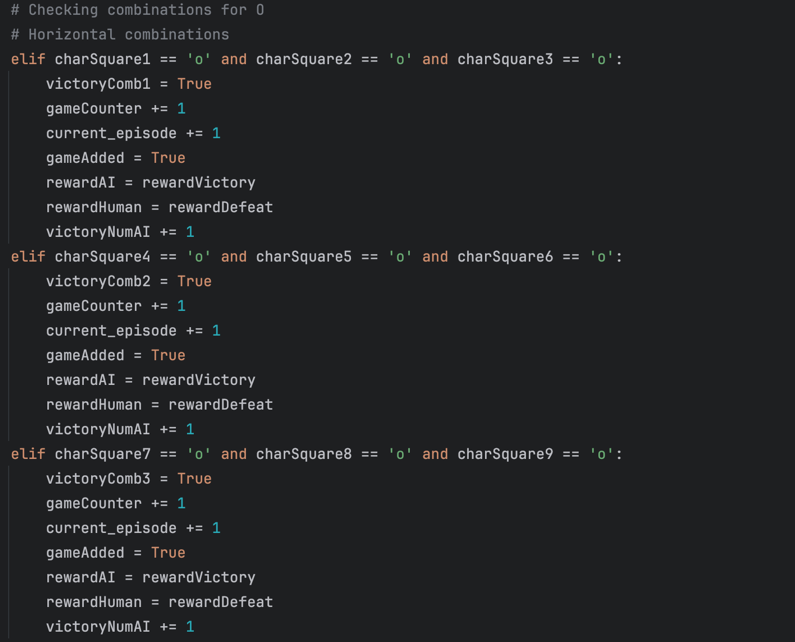 # Checking combinations for O
# Horizontal combinations
elif charSquare1 == 'o' and charSquare2 == 'o' and charSquare3 == 'o':
    victoryComb1 = True
    gameCounter += 1
    current_episode += 1
    gameAdded = True
    rewardAI = rewardVictory
    rewardHuman = rewardDefeat
    victoryNumAI += 1
elif charSquare4 == 'o' and charSquare5 == 'o' and charSquare6 == 'o':
    victoryComb2 = True
    gameCounter += 1
    current_episode += 1
    gameAdded = True
    rewardAI = rewardVictory
    rewardHuman = rewardDefeat
    victoryNumAI += 1
elif charSquare7 == 'o' and charSquare8 == 'o' and charSquare9 == 'o':
    victoryComb3 = True
    gameCounter += 1
    current_episode += 1
    gameAdded = True
    rewardAI = rewardVictory
    rewardHuman = rewardDefeat
    victoryNumAI += 1